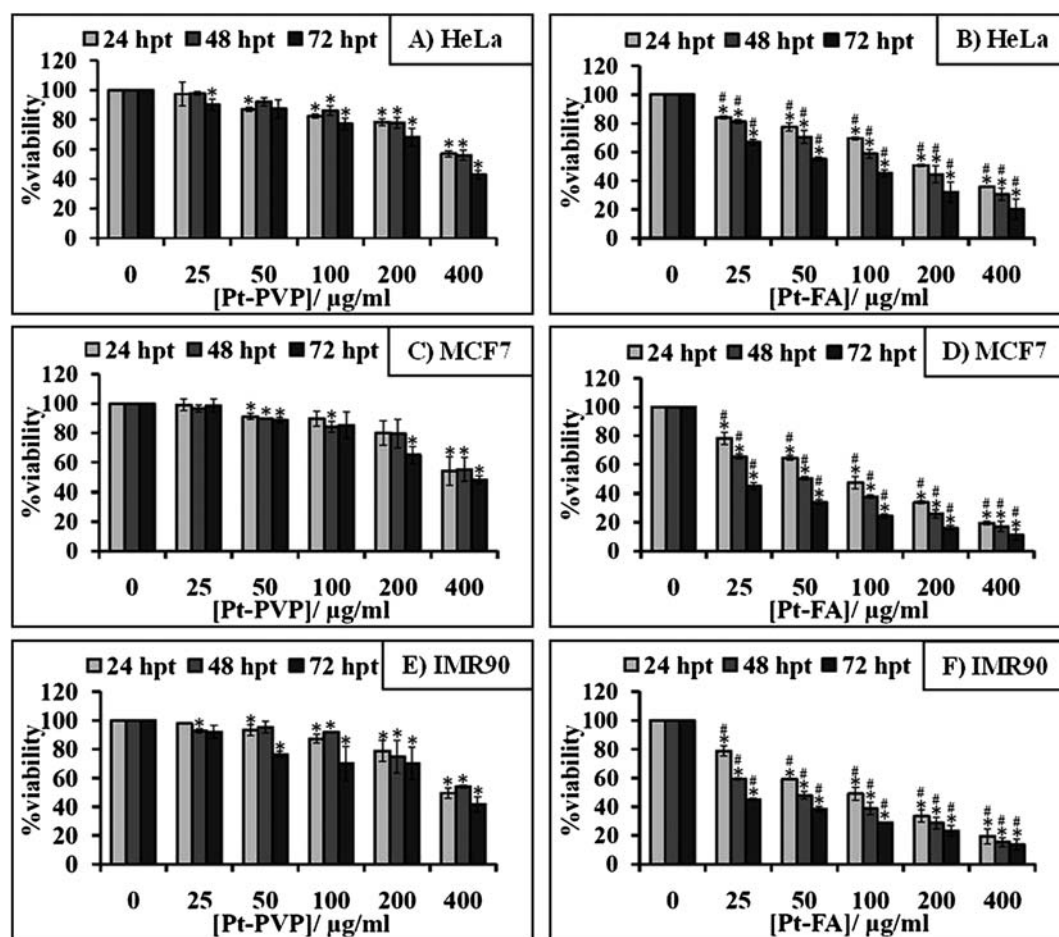 24 hpt 48 hpt 72 hpt
A) HeLa
%viability
120
100
80
60
40
20
0
* * * * * * * * * * *
0 25 50 100 200 400
[Pt-PVP]/ µg/ml
24 hpt 48 hpt 72 hpt
B) HeLa
%viability
120
100
80
60
40
20
0
# # # # # # # # # # # # # # #
* * * * * * * * * * * * * * *
0 25 50 100 200 400
[Pt-FA]/ µg/ml
24 hpt 48 hpt 72 hpt
C) MCF7
%viability
120
100
80
60
40
20
0
* * * * * * * *
0 25 50 100 200 400
[Pt-PVP]/ µg/ml
24 hpt 48 hpt 72 hpt
D) MCF7
%viability
120
100
80
60
40
20
0
# # # # # # # # # # # # # # #
* * * * * * * * * * * * * * *
0 25 50 100 200 400
[Pt-FA]/ µg/ml
24 hpt 48 hpt 72 hpt
E) IMR90
%viability
120
100
80
60
40
20
0
* * * * * * * * * * * *
0 25 50 100 200 400
[Pt-PVP]/ µg/ml
24 hpt 48 hpt 72 hpt
F) IMR90
%viability
120
100
80
60
40
20
0
# # # # # # # # # # # # # # #
* * * * * * * * * * * * * * *
0 25 50 100 200 400
[Pt-FA]/ µg/ml